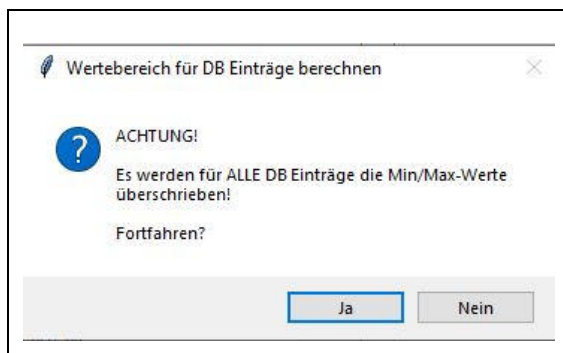 Wertebereich für DB Einträge berechnen
ACHTUNG!
Es werden für ALLE DB Einträge die Min/Max-Werte
überschrieben!
Fortfahren?
Ja
Nein